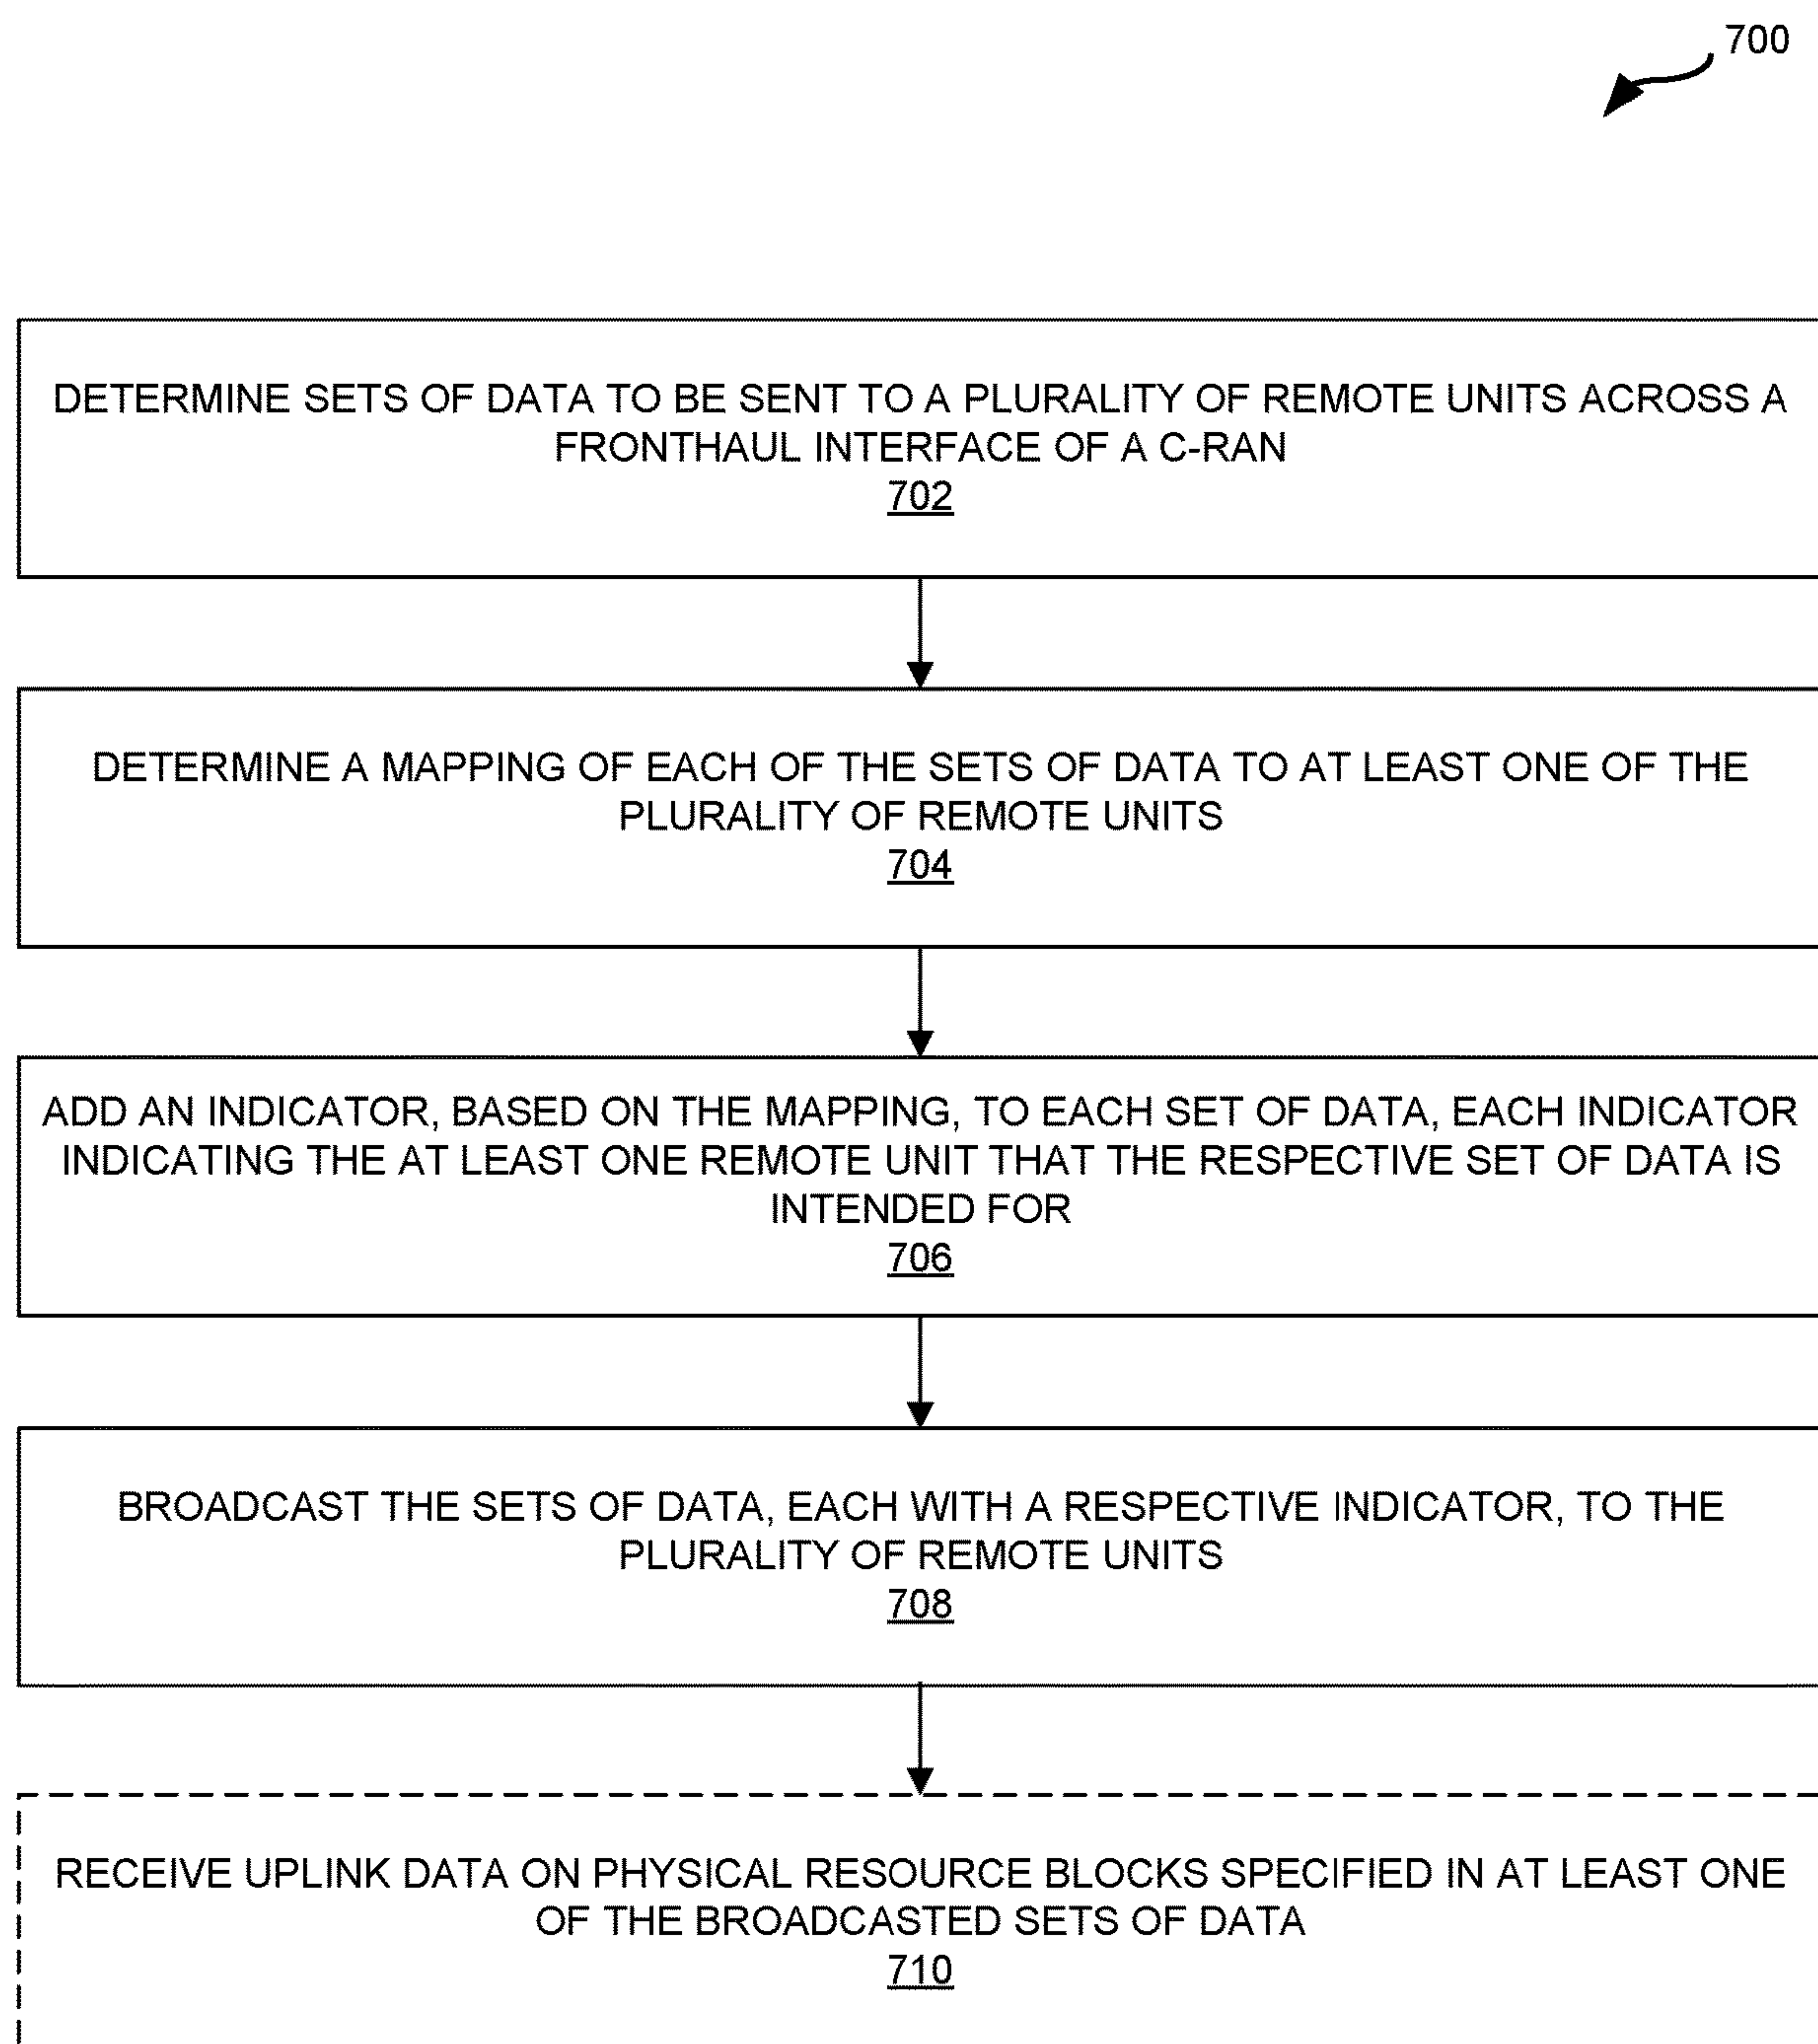 700
DETERMINE SETS OF DATA TO BE SENT TO A PLURALITY OF REMOTE UNITS ACROSS A
FRONTHAUL INTERFACE OF A C-RAN
702
DETERMINE A MAPPING OF EACH OF THE SETS OF DATA TO AT LEAST ONE OF THE
PLURALITY OF REMOTE UNITS
704
ADD AN INDICATOR, BASED ON THE MAPPING, TO EACH SET OF DATA, EACH INDICATOR
INDICATING THE AT LEAST ONE REMOTE UNIT THAT THE RESPECTIVE SET OF DATA IS
INTENDED FOR
706
BROADCAST THE SETS OF DATA, EACH WITH A RESPECTIVE INDICATOR, TO THE
PLURALITY OF REMOTE UNITS
708
RECEIVE UPLINK DATA ON PHYSICAL RESOURCE BLOCKS SPECIFIED IN AT LEAST ONE
OF THE BROADCASTED SETS OF DATA
710